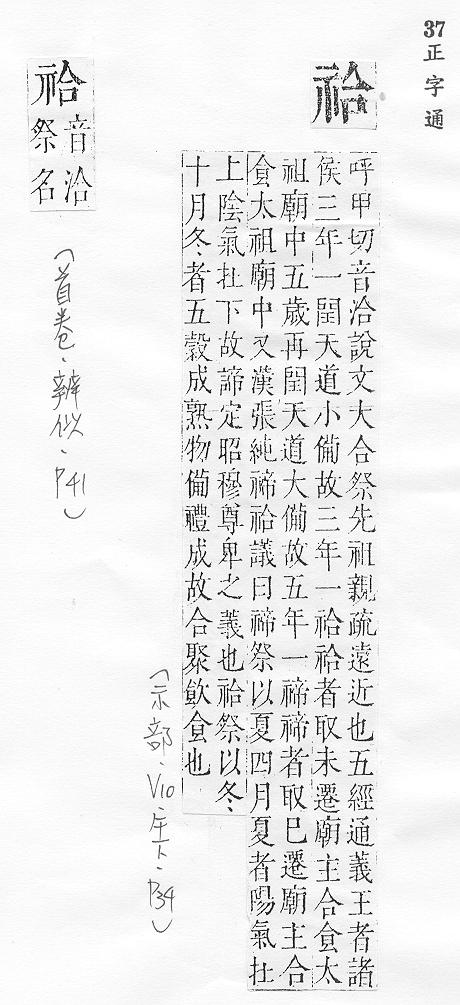 37 正字通
祫
呼甲切音洽說文大合祭先祖親疏遠近也五經通義王者諸
侯三年一閏天道小備故三年一祫祫者取未遷廟主合食太
祖廟中五歲再閏天道大備故五年一禘禘者取巳遷廟主合
食太祖廟中又漢張純禘祫議曰禘祭以夏四月夏者陽氣扗
上陰氣扗下故諦定昭穆尊卑之義也祫祭以冬
十月冬者五穀成熟物備禮成故合聚飲食也
(示部·V10·午下·P34)
祫
音洽
祭名
(首卷·辨似·P41)